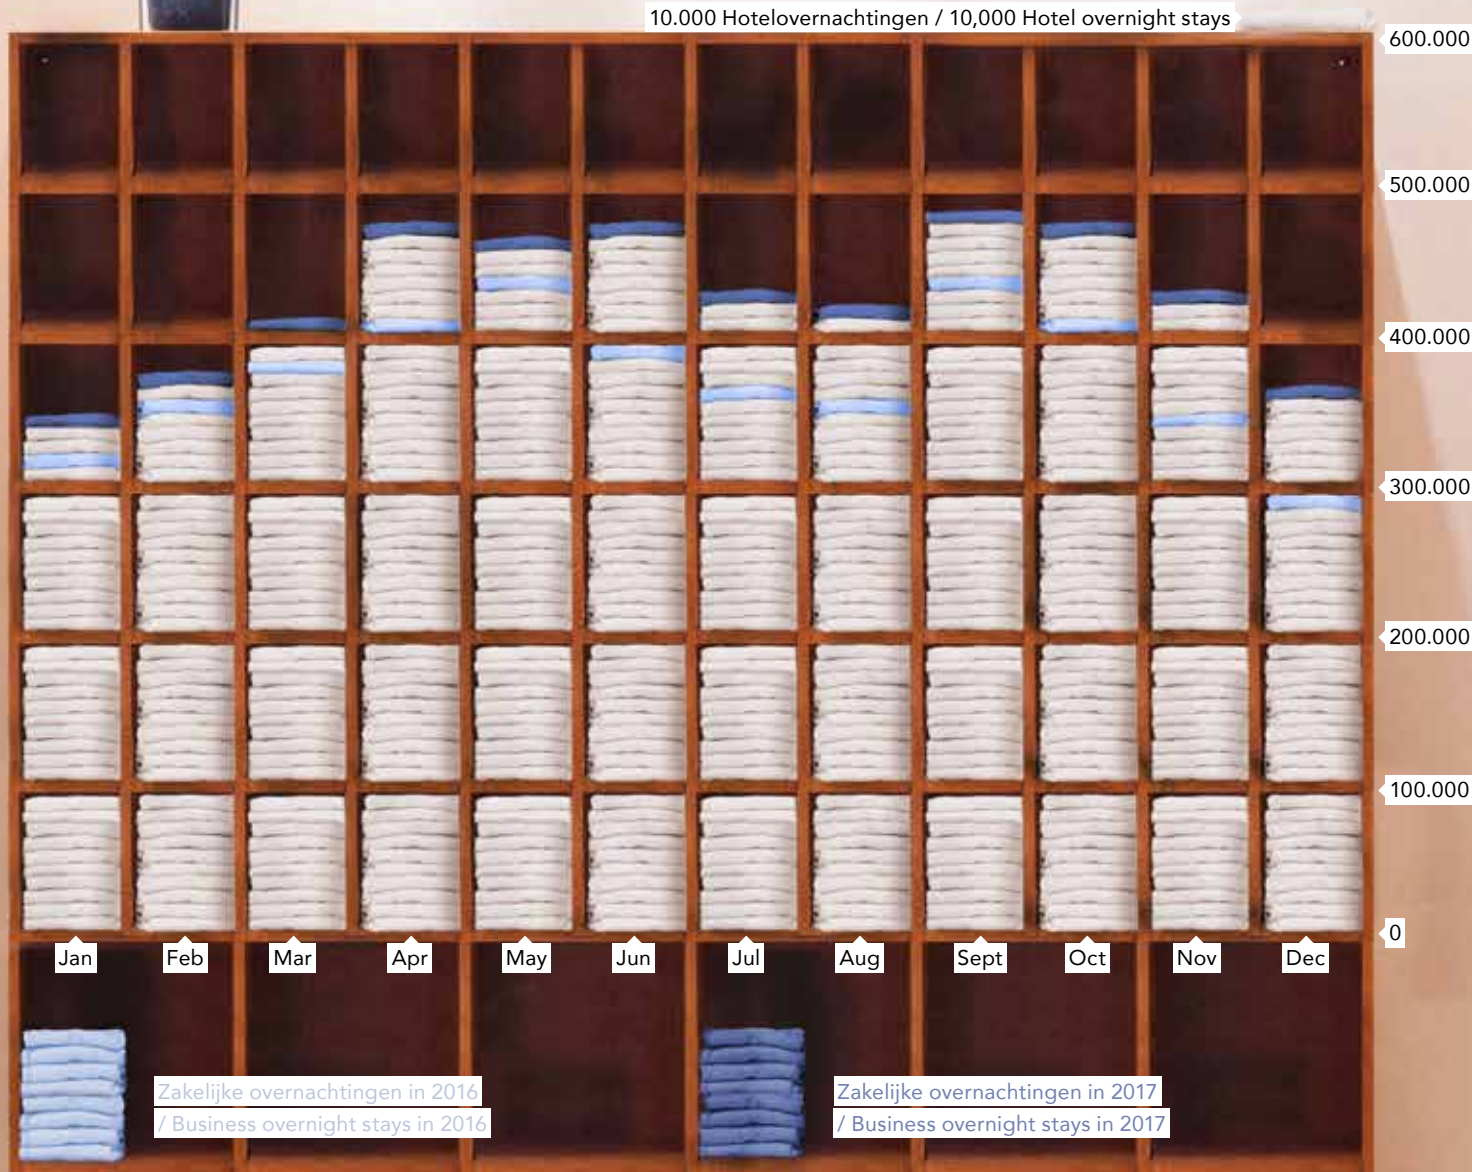 10.000 Hotelovernachtingen / 10,000 Hotel overnight stays
600.000
500.000
400.000
300.000
200.000
100.000
0
Jan Feb Mar Apr May Jun Jul Aug Sept Oct Nov Dec
Zakelijke overnachtingen in 2016
/ Business overnight stays in 2016
Zakelijke overnachtingen in 2017
/ Business overnight stays in 2017